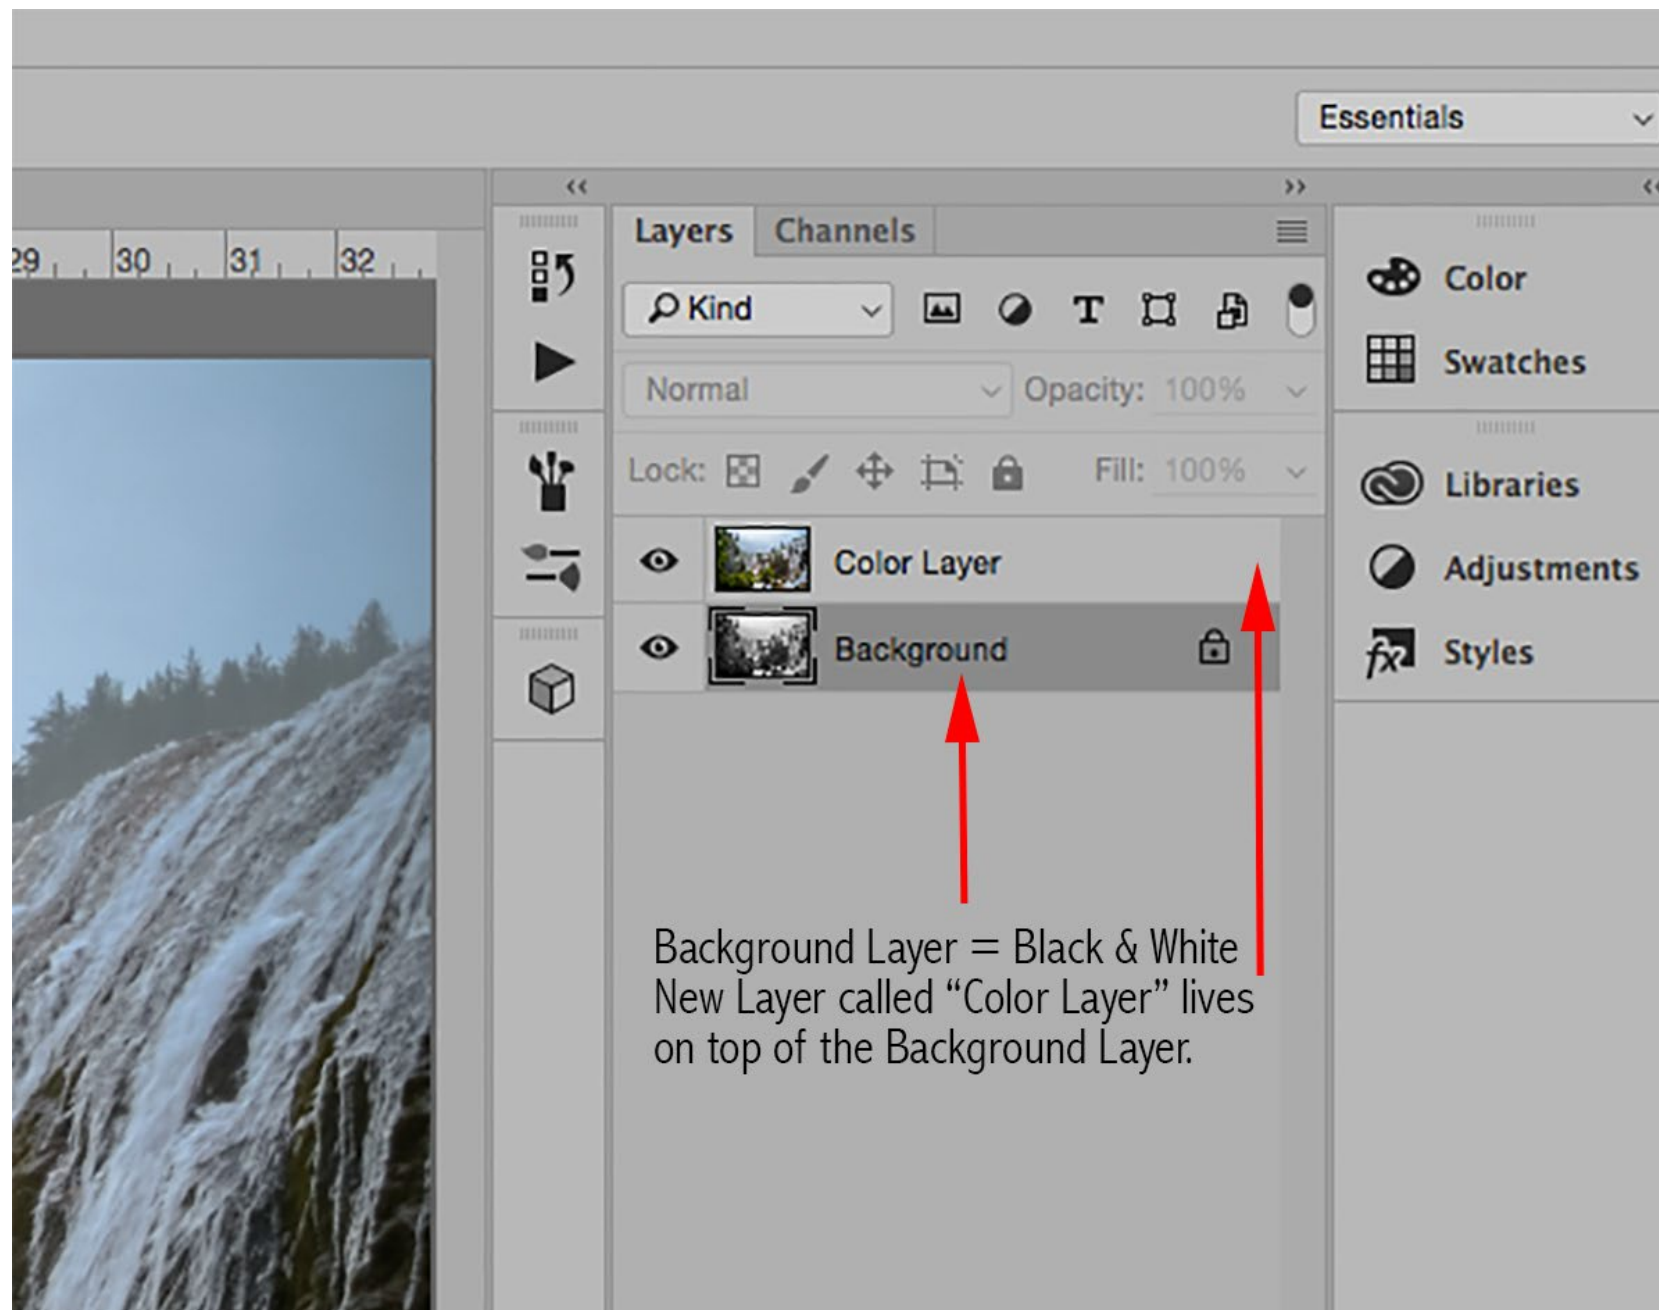 Essentials
Layers Channels
29 30 31 32
Kind T
Color
Swatches
Normal Opacity: 100%
Lock: Fill: 100%
Libraries
Color Layer
Adjustments
Background
fx Styles
Background Layer = Black & White
New Layer called “Color Layer” lives
on top of the Background Layer.